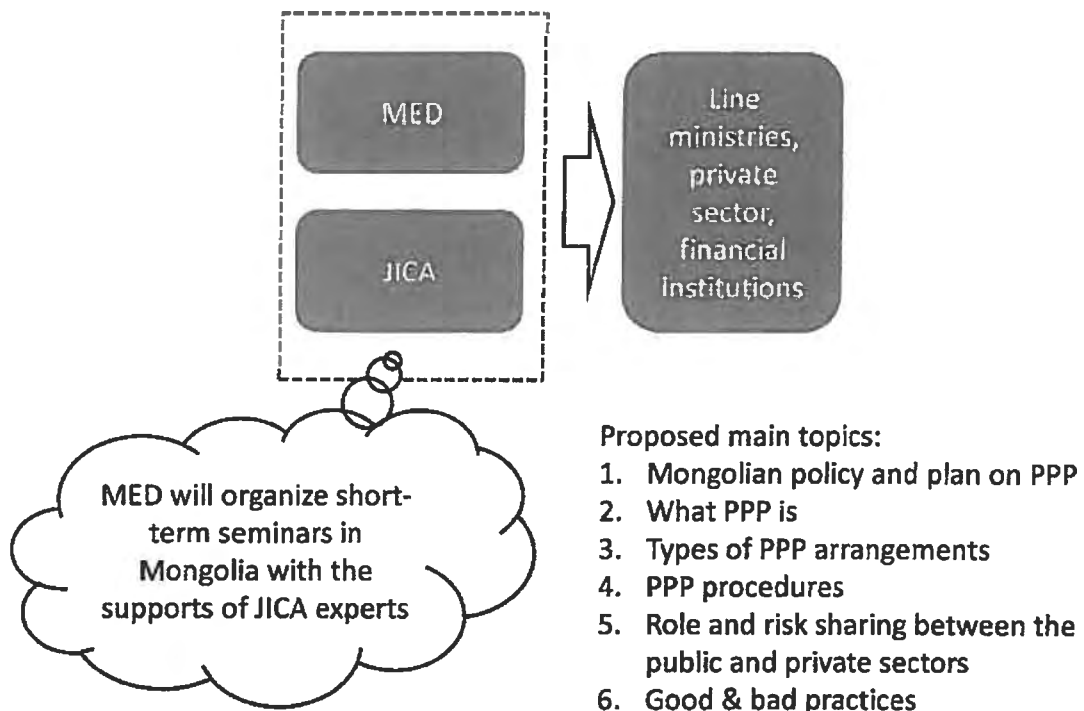 MED
JICA
Line
ministries,
private
sector,
financial
institutions
MED will organize short-
term seminars in
Mongolia with the
supports of JICA experts
Proposed main topics:
1. Mongolian policy and plan on PPP
2. What PPP is
3. Types of PPP arrangements
4. PPP procedures
5. Role and risk sharing between the
public and private sectors
6. Good & bad practices